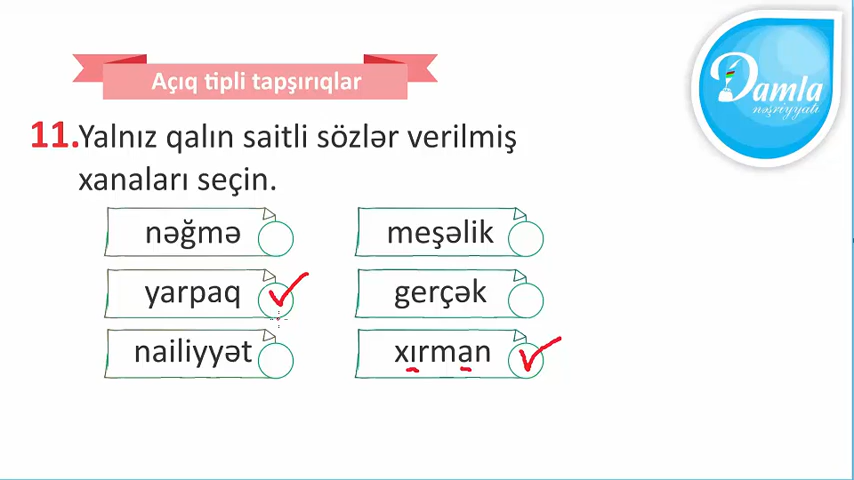 Açıq tipli tapşırıqlar
Damla
nəşriyyatı
11.Yalnız qalın saitli sözlər verilmiş
xanaları seçin.
nəğmə
meşəlik
yarpaq
gerçək
nailiyyət
xırman